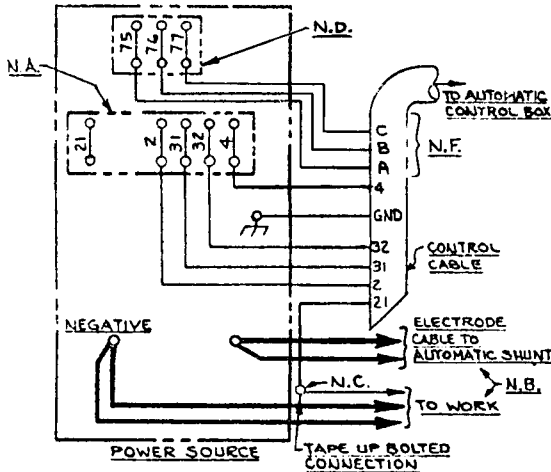 75 76 77
N.D.
N.A.
TO AUTOMATIC
CONTROL BOX
C
B
N.F.
A
21 2 31 32 4
4
GND
32
31
CONTROL
CABLE
2
21
NEGATIVE
ELECTRODE
CABLE TO
AUTOMATIC SHUNT
N.C.
N.B.
TO WORK
POWER SOURCE
TAPE UP BOLTED
CONNECTION